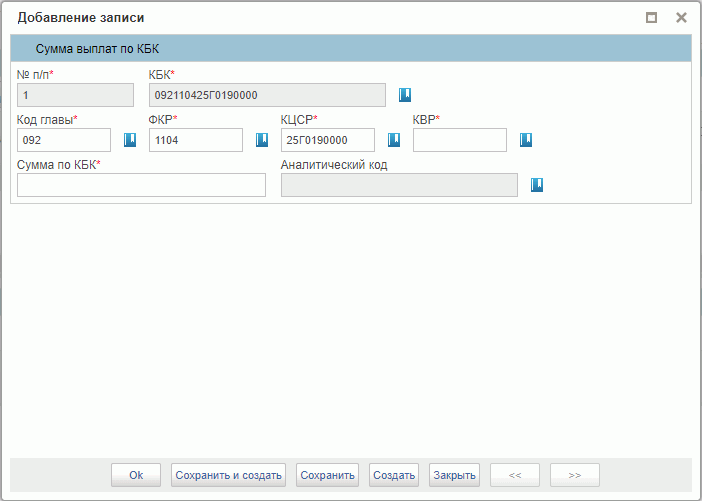 Добавление записи
Сумма выплат по КБК
№ п/п* КБК*
1 092110425Г0190000
Код главы* ФКР* КЦСР* КВР*
092 1104 25Г0190000
Сумма по КБК* Аналитический код
Ok Сохранить и создать Сохранить Создать Закрыть << >>